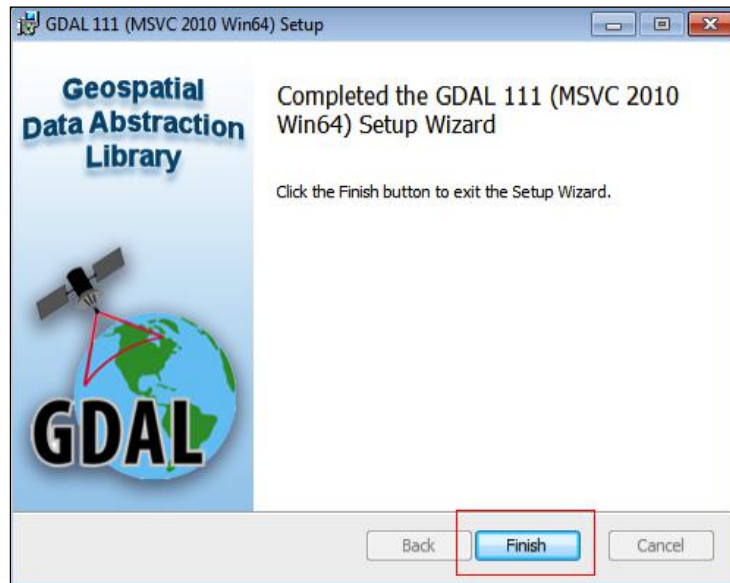 GDAL 111 (MSVC 2010 Win64) Setup
Geospatial
Data Abstraction
Library
GDAL
Completed the GDAL 111 (MSVC 2010
Win64) Setup Wizard
Click the Finish button to exit the Setup Wizard.
Back
Finish
Cancel